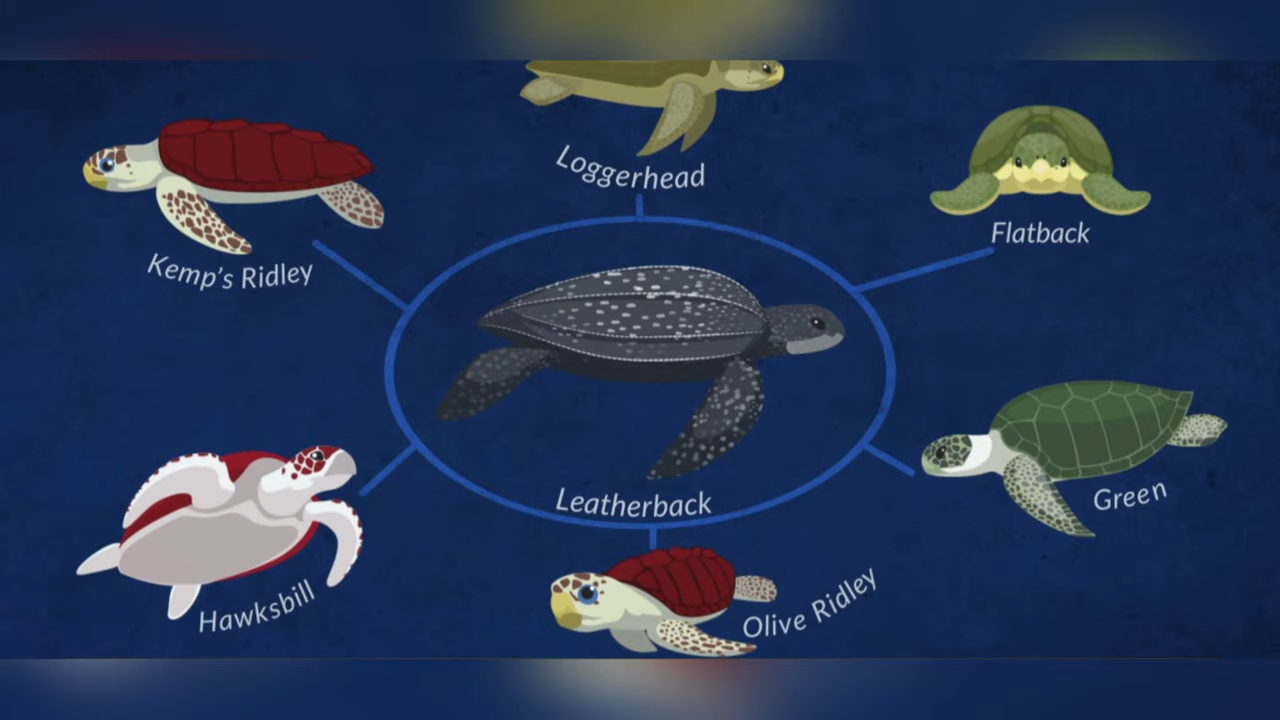 Loggerhead
Kemp's Ridley
Flatback
Leatherback
Green
Hawksbill
Olive Ridley